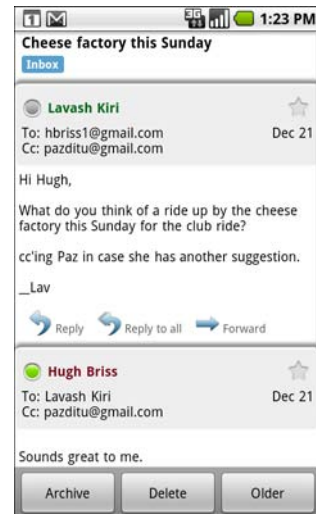 1 3G 1:23 PM
Cheese factory this Sunday
Inbox
Lavash Kiri
To: hbriss1@gmail.com Dec 21
Cc: pazditu@gmail.com
Hi Hugh,
What do you think of a ride up by the cheese
factory this Sunday for the club ride?
cc'ing Paz in case she has another suggestion.
__Lav
Reply Reply to all Forward
Hugh Briss
To: Lavash Kiri Dec 21
Cc: pazditu@gmail.com
Sounds great to me.
Archive Delete Older